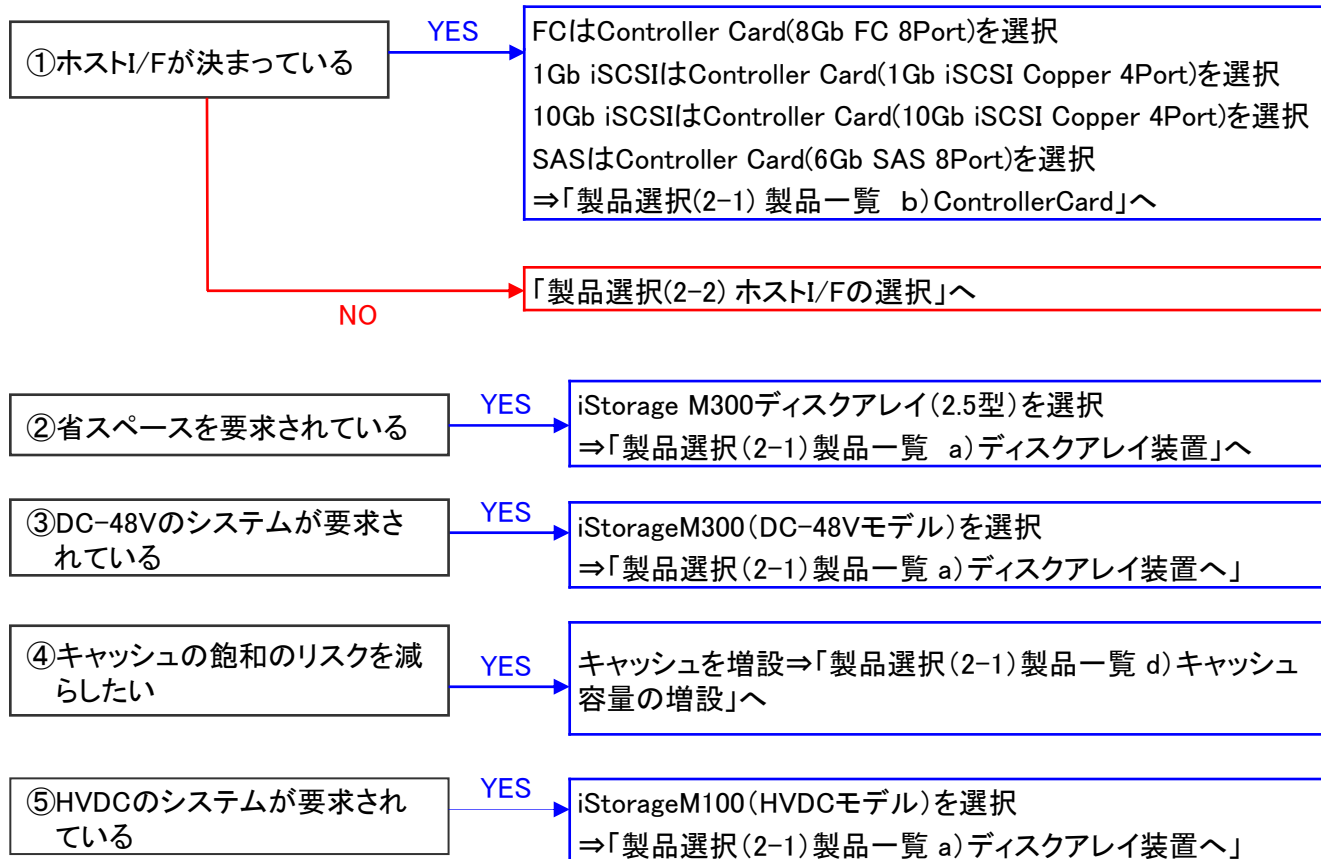 ①ホストI/Fが決まっている
YES
FCはController Card(8Gb FC 8Port)を選択
1Gb iSCSIはController Card(1Gb iSCSI Copper 4Port)を選択
10Gb iSCSIはController Card(10Gb iSCSI Copper 4Port)を選択
SASはController Card(6Gb SAS 8Port)を選択
⇒「製品選択(2-1) 製品一覧 b)ControllerCard」へ
NO
「製品選択(2-2) ホストI/Fの選択」へ
②省スペースを要求されている
YES
iStorage M300ディスクアレイ(2.5型)を選択
⇒「製品選択(2-1)製品一覧 a)ディスクアレイ装置」へ
③DC-48Vのシステムが要求さ
れている
YES
iStorageM300(DC-48Vモデル)を選択
⇒「製品選択(2-1)製品一覧 a)ディスクアレイ装置へ」
④キャッシュの飽和のリスクを減
らしたい
YES
キャッシュを増設⇒「製品選択(2-1)製品一覧 d)キャッシュ
容量の増設」へ
⑤HVDCのシステムが要求され
ている
YES
iStorageM100(HVDCモデル)を選択
⇒「製品選択(2-1)製品一覧 a)ディスクアレイ装置へ」